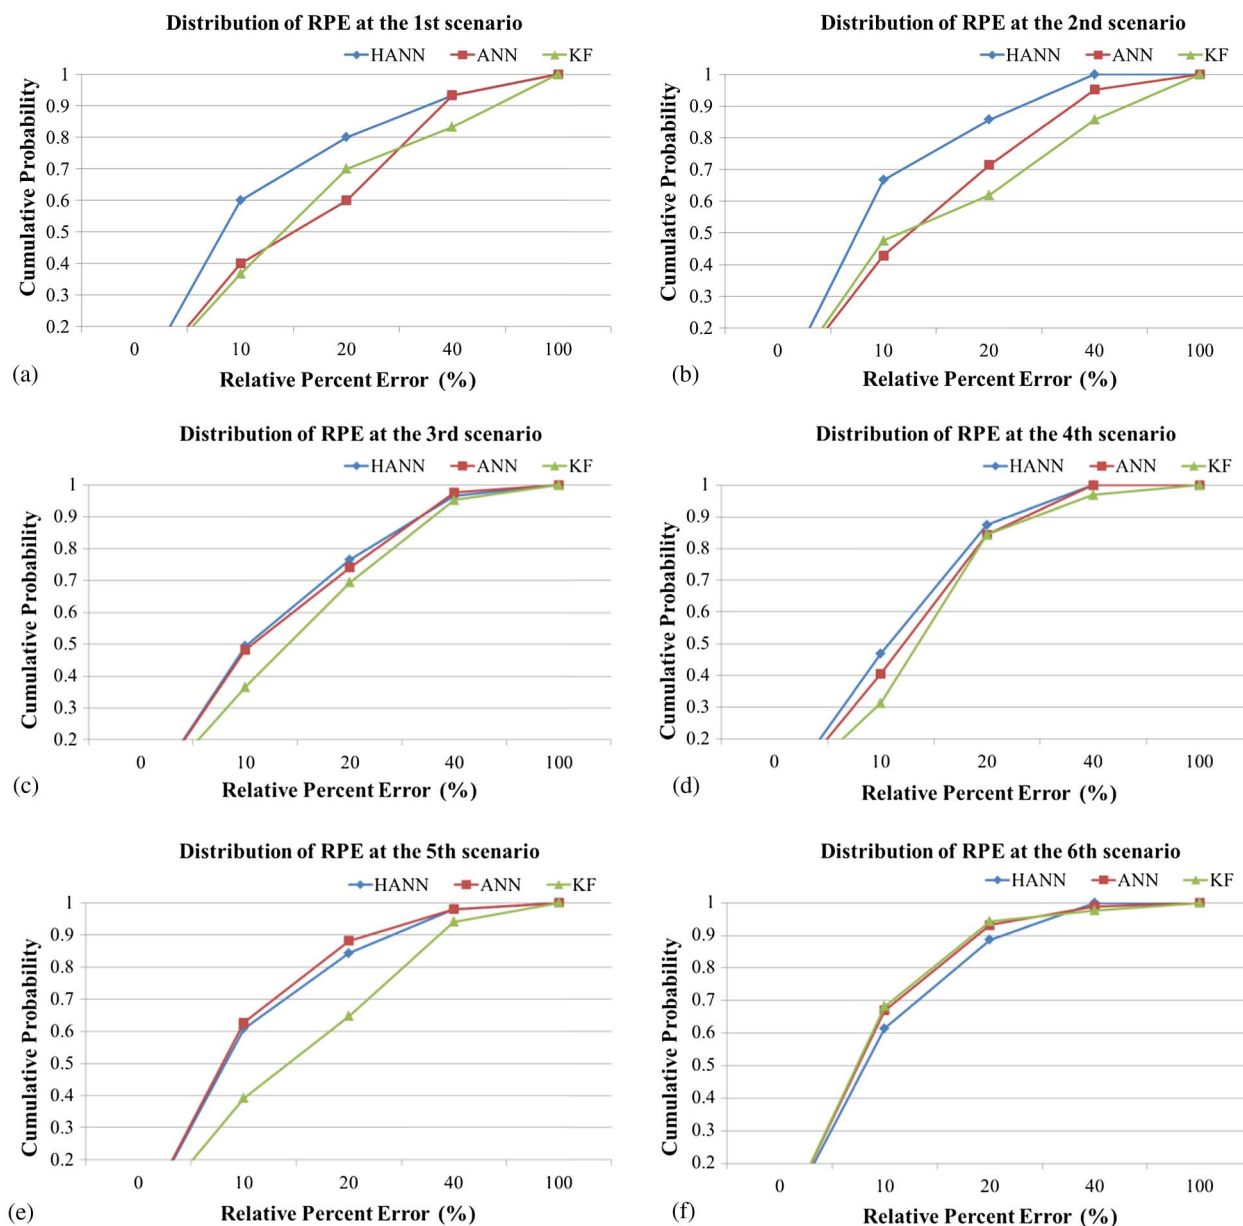 Distribution of RPE at the 1st scenario
HANN ANN KF
Cumulative Probability
1
0.9
0.8
0.7
0.6
0.5
0.4
0.3
0.2
0 10 20 40 100
Relative Percent Error (%)
(a)
Distribution of RPE at the 2nd scenario
HANN ANN KF
Cumulative Probability
1
0.9
0.8
0.7
0.6
0.5
0.4
0.3
0.2
0 10 20 40 100
Relative Percent Error (%)
(b)
Distribution of RPE at the 3rd scenario
HANN ANN KF
Cumulative Probability
1
0.9
0.8
0.7
0.6
0.5
0.4
0.3
0.2
0 10 20 40 100
Relative Percent Error (%)
(c)
Distribution of RPE at the 4th scenario
HANN ANN KF
Cumulative Probability
1
0.9
0.8
0.7
0.6
0.5
0.4
0.3
0.2
0 10 20 40 100
Relative Percent Error (%)
(d)
Distribution of RPE at the 5th scenario
HANN ANN KF
Cumulative Probability
1
0.9
0.8
0.7
0.6
0.5
0.4
0.3
0.2
0 10 20 40 100
Relative Percent Error (%)
(e)
Distribution of RPE at the 6th scenario
HANN ANN KF
Cumulative Probability
1
0.9
0.8
0.7
0.6
0.5
0.4
0.3
0.2
0 10 20 40 100
Relative Percent Error (%)
(f)